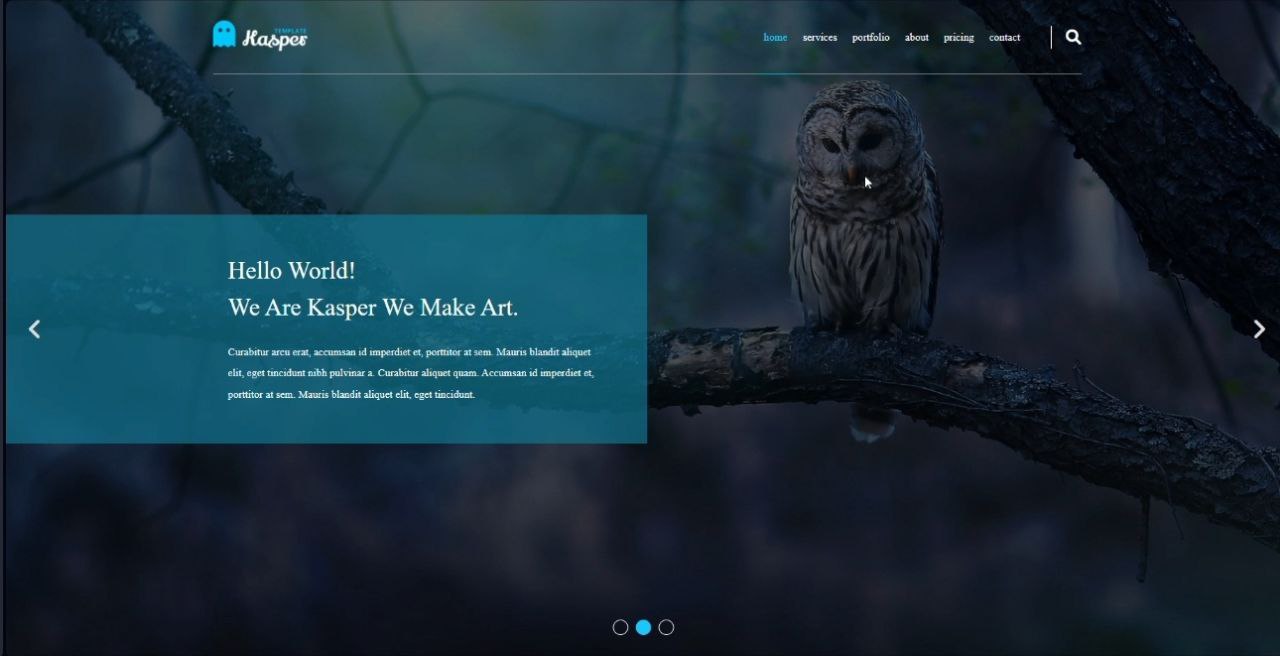 TEMPLATE
Kasper
home services portfolio about pricing contact
Hello World!
We Are Kasper We Make Art.
Curabitur arcu erat, accumsan id imperdiet et, porttitor at sem. Mauris blandit aliquet
elit, eget tincidunt nibh pulvinar a. Curabitur aliquet quam. Accumsan id imperdiet et,
porttitor at sem. Mauris blandit aliquet elit, eget tincidunt.